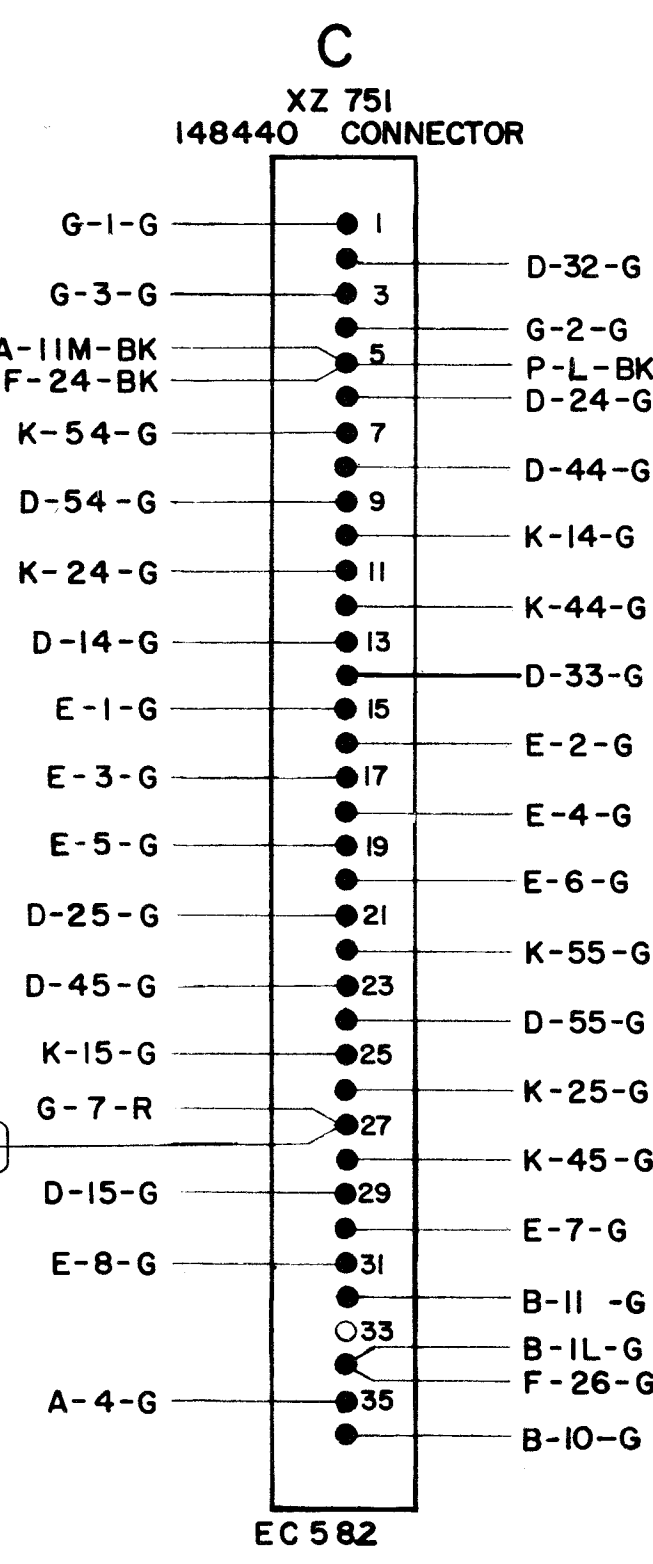 C
XZ 751
148440 CONNECTOR
G-1-G 1
D-32-G
G-3-G 3
G-2-G
A-11M-BK 5
F-24-BK P-L-BK
D-24-G
K-54-G 7
D-44-G
D-54-G 9
K-14-G
K-24-G 11
K-44-G
D-14-G 13
D-33-G
E-1-G 15
E-2-G
E-3-G 17
E-4-G
E-5-G 19
E-6-G
D-25-G 21
K-55-G
D-45-G 23
D-55-G
K-15-G 25
K-25-G
G-7-R 27
K-45-G
D-15-G 29
E-7-G
E-8-G 31
B-11 -G
33
B-1L-G
F-26-G
A-4-G 35
B-10-G
EC 582